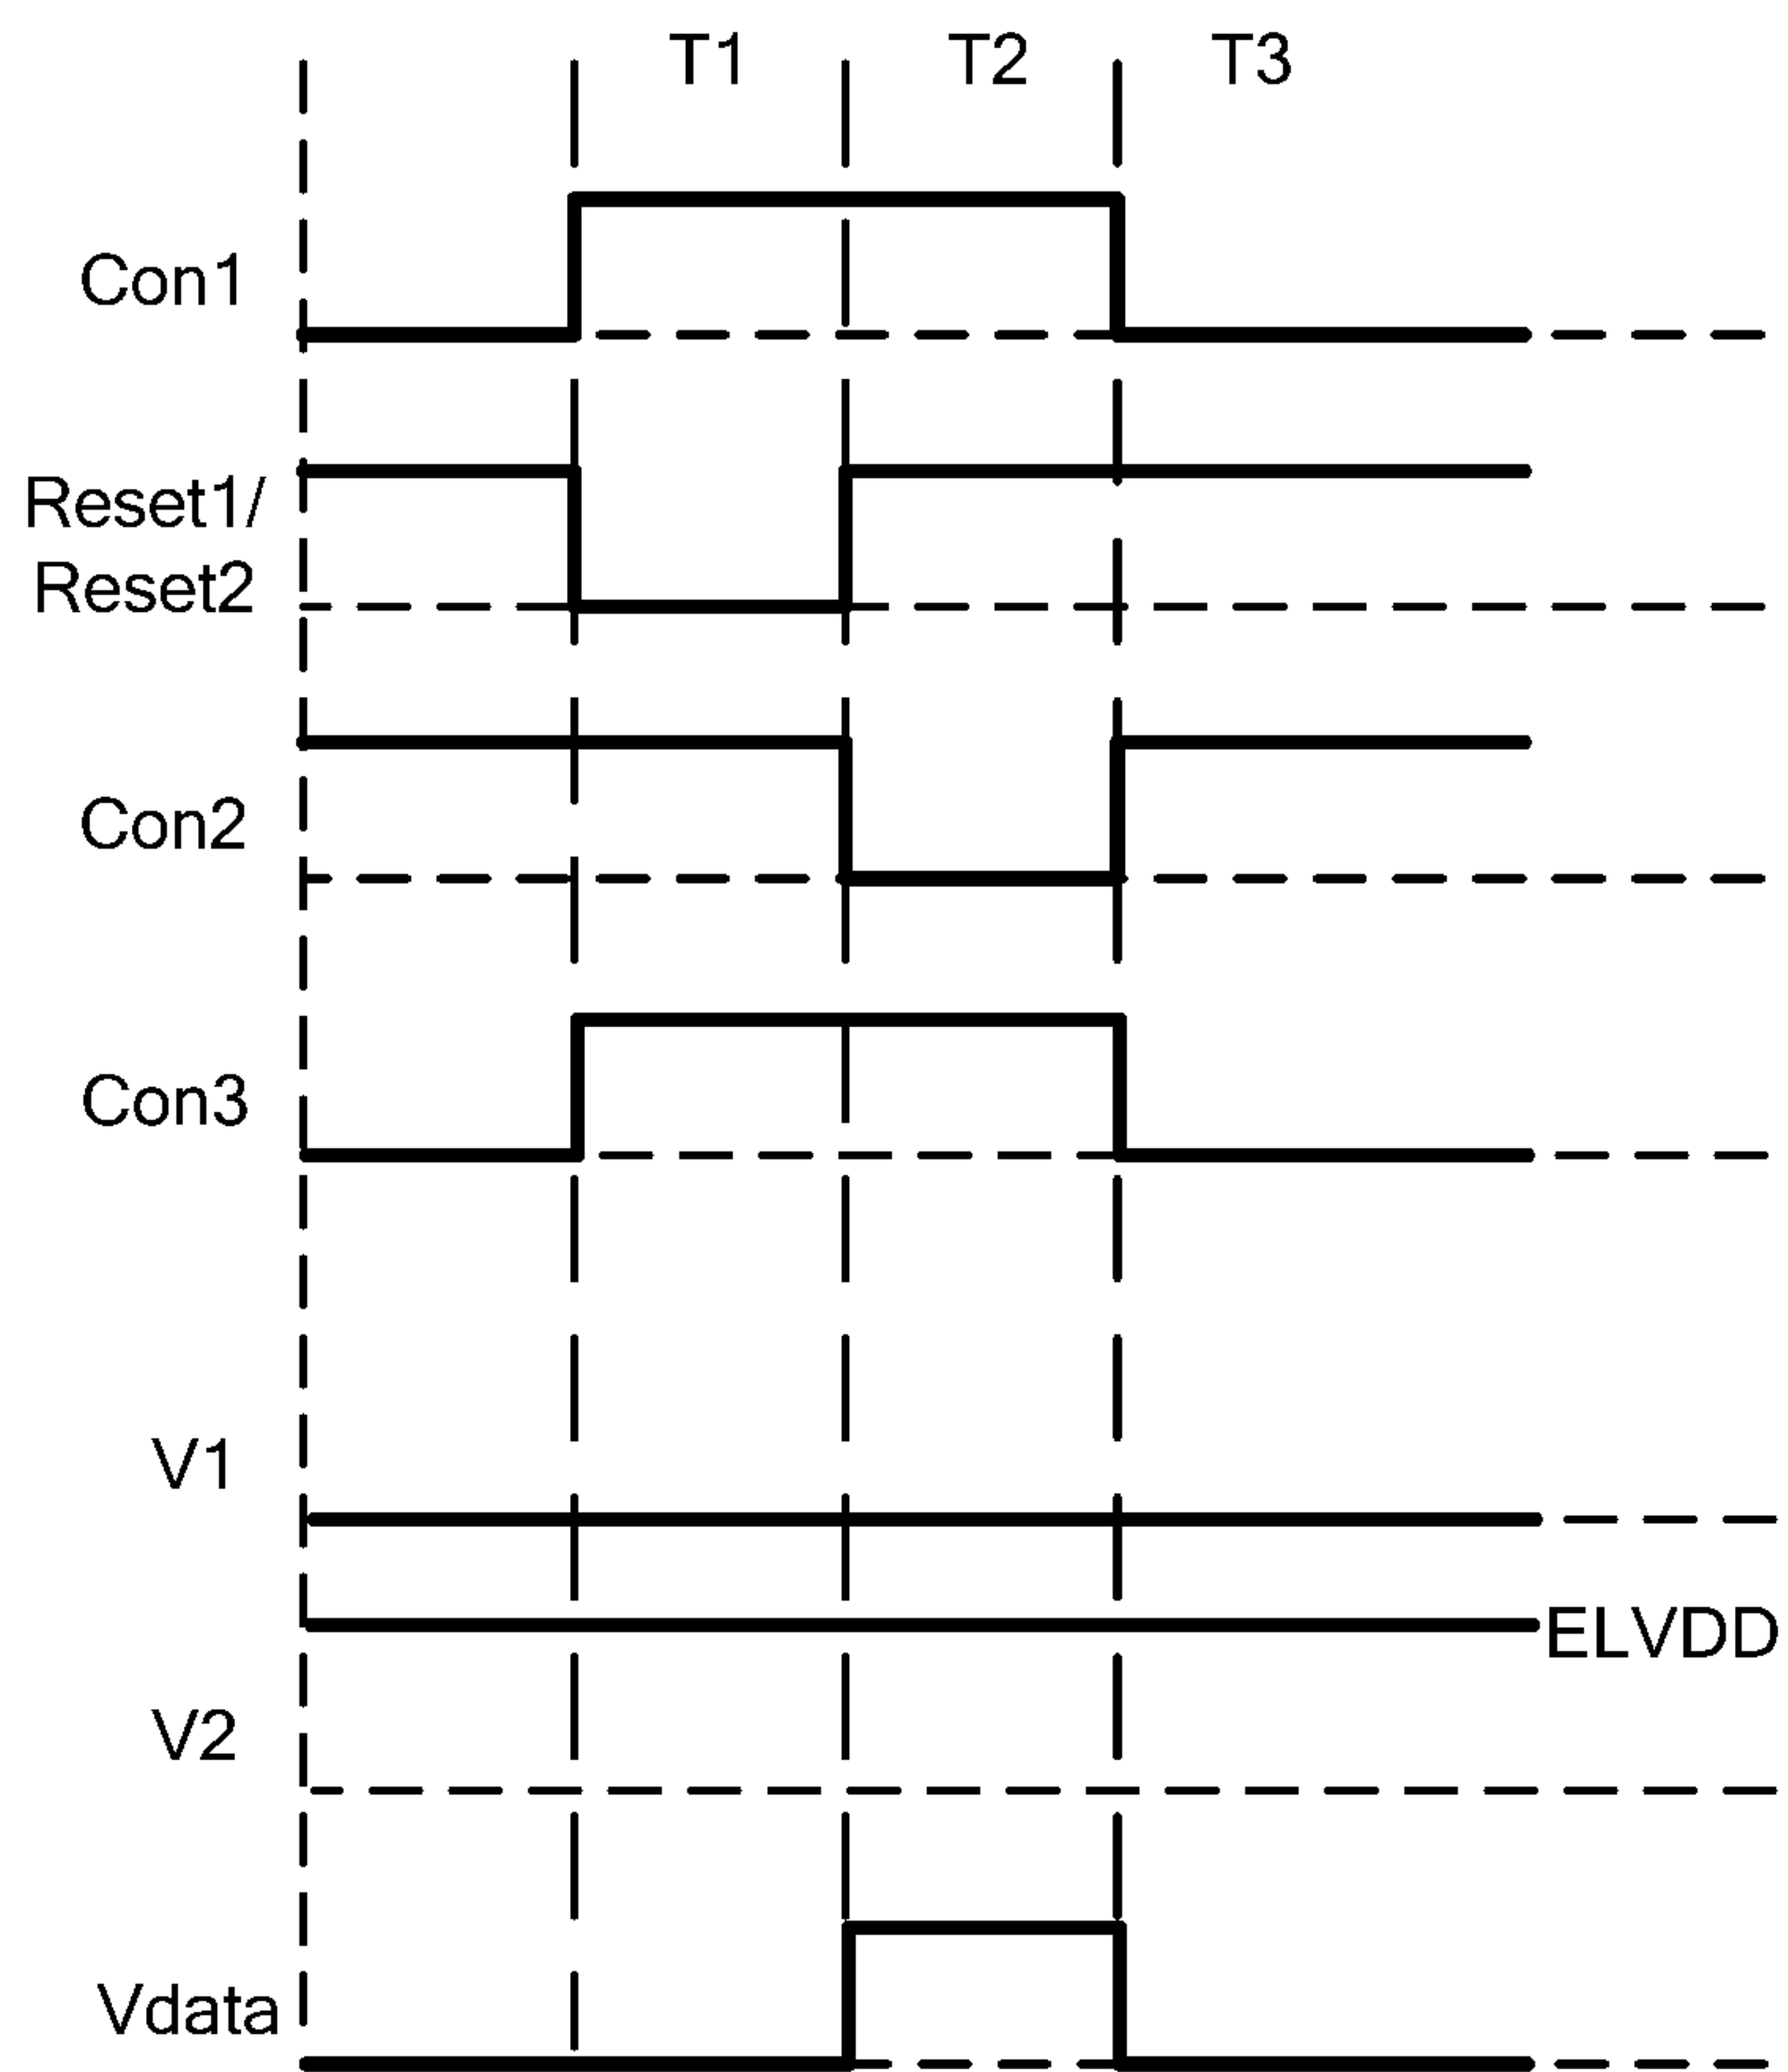 T1 T2 T3
Con1
Reset1/
Reset2
Con2
Con3
V1
ELVDD
V2
Vdata